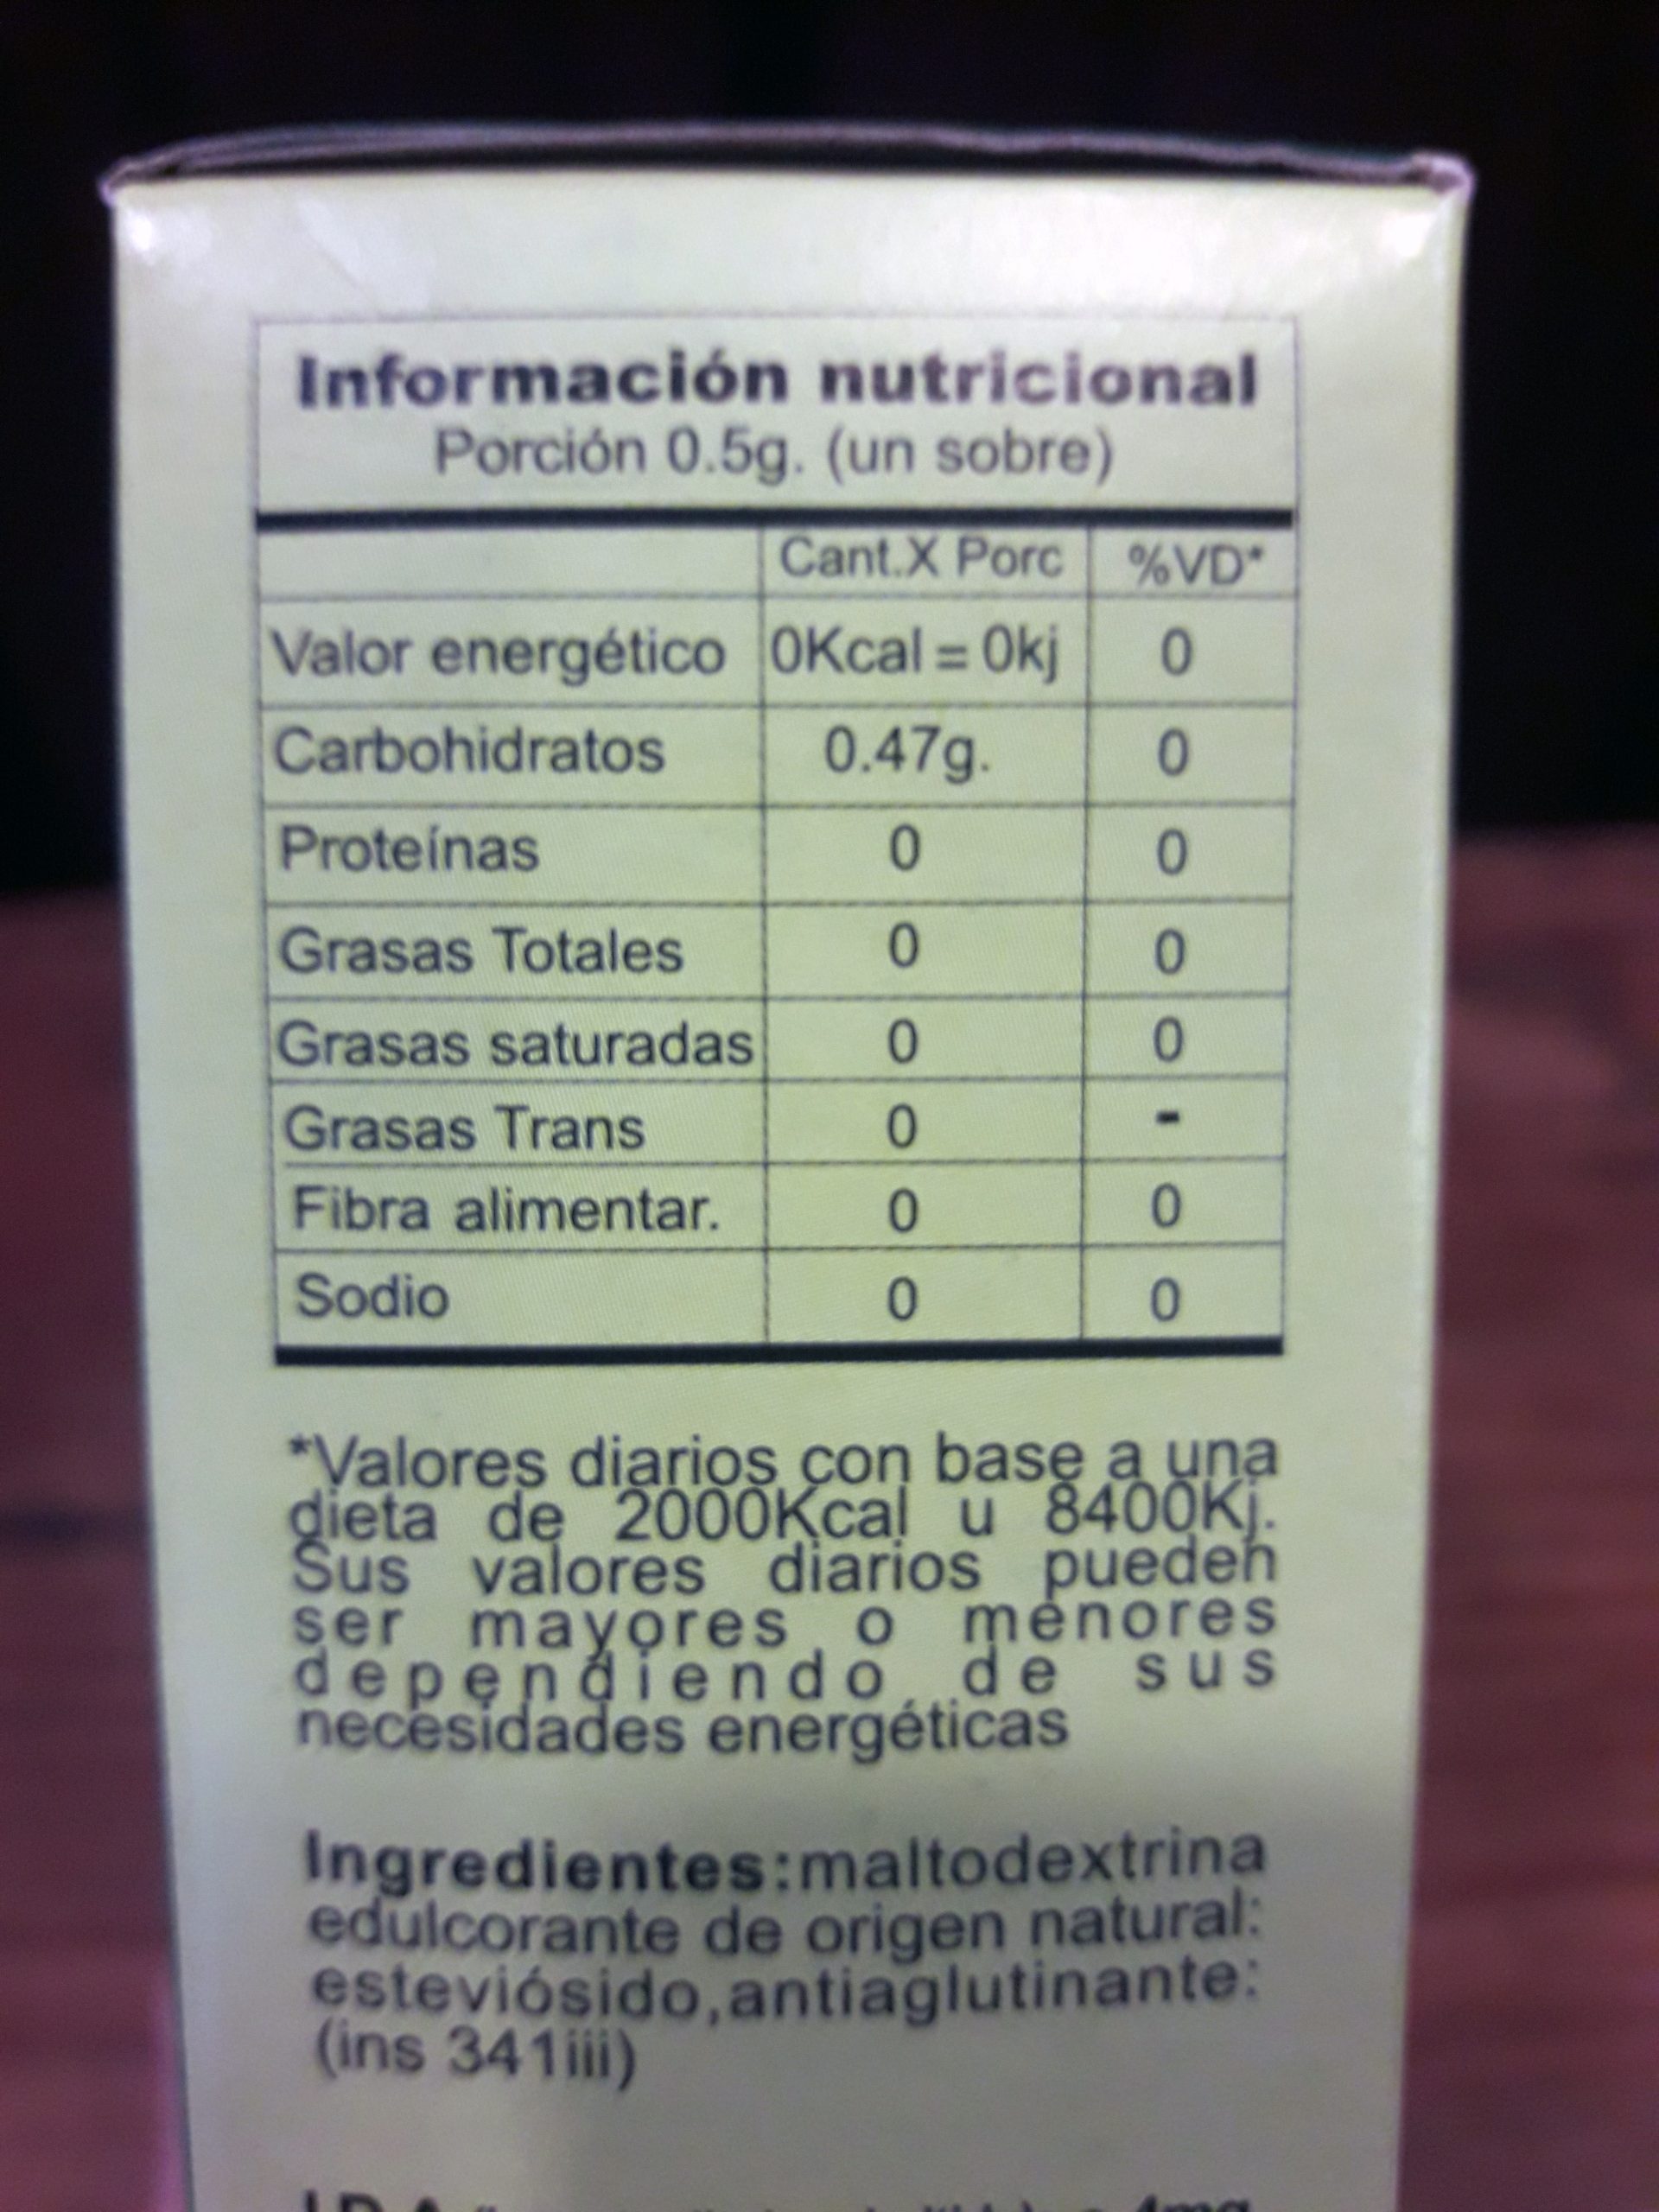 Información nutricional
Porción 0.5g. (un sobre)
Cant.X Porc %VD*
Valor energético 0Kcal = 0kj 0
Carbohidratos 0.47g. 0
Proteínas 0 0
Grasas Totales 0 0
Grasas saturadas 0 0
Grasas Trans 0 -
Fibra alimentar. 0 0
Sodio 0 0
*Valores diarios con base a una
dieta de 2000Kcal u 8400Kj.
Sus valores diarios pueden
ser mayores o menores
dependiendo de sus
necesidades energéticas
Ingredientes:maltodextrina
edulcorante de origen natural:
esteviósido,antiaglutinante:
(ins 341iii)